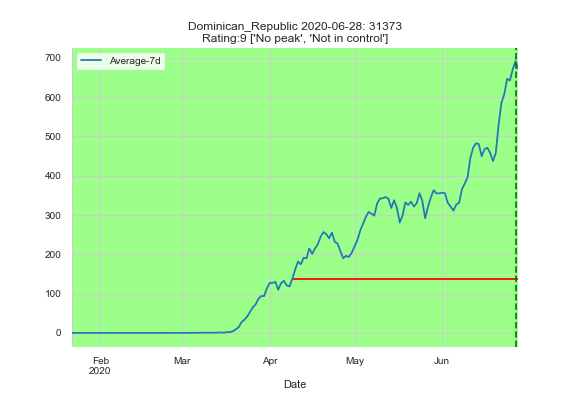 Dominican_Republic 2020-06-28: 31373
Rating:9 ['No peak', 'Not in control']
Average-7d
700
600
500
400
300
200
100
0
Feb Mar Apr May Jun
2020
Date